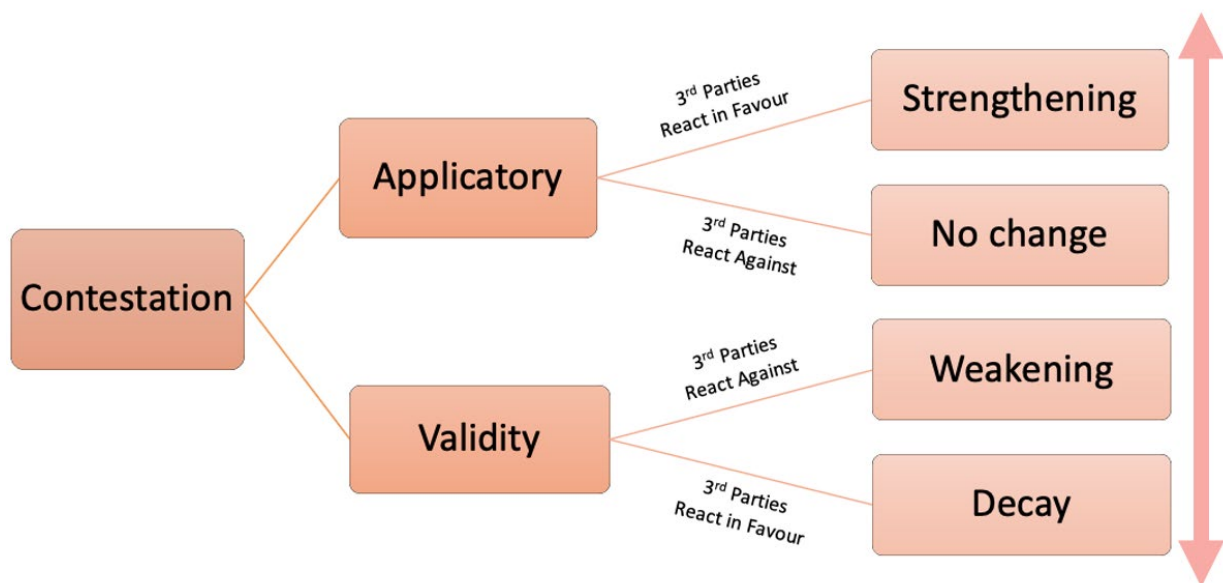 Contestation
Applicatory
Validity
3rd Parties
React in Favour
3rd Parties
React Against
3rd Parties
React Against
3rd Parties
React in Favour
Strengthening
No change
Weakening
Decay